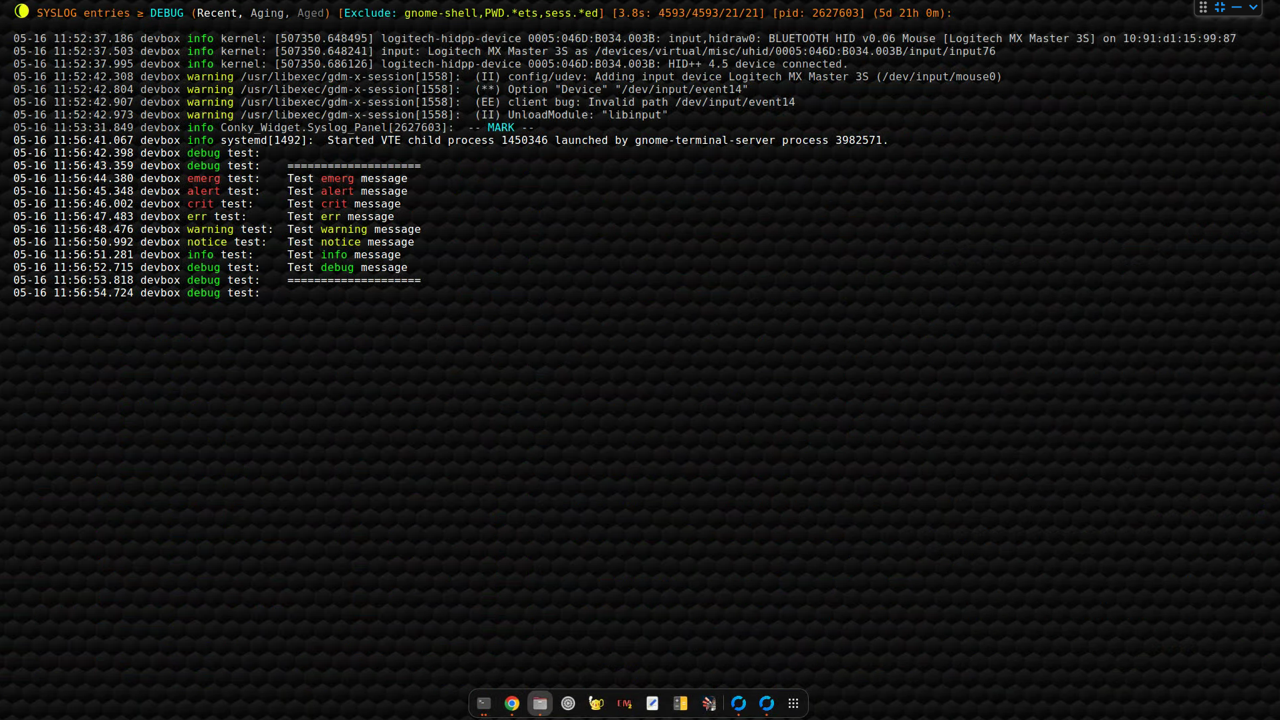 SYSLOG entries ≥ DEBUG (Recent, Aging, Aged) [Exclude: gnome-shell,PWD.*ets,sess.*ed] [3.8s: 4593/4593/21/21] [pid: 2627603] (5d 21h 0m):
05-16 11:52:37.186 devbox info kernel: [507350.648495] logitech-hidpp-device 0005:046D:B034.003B: input,hidraw0: BLUETOOTH HID v0.06 Mouse [Logitech MX Master 3S] on 10:91:d1:15:99:87
05-16 11:52:37.503 devbox info kernel: [507350.648241] input: Logitech MX Master 3S as /devices/virtual/misc/uhid/0005:046D:B034.003B/input/input76
05-16 11:52:37.995 devbox info kernel: [507350.686126] logitech-hidpp-device 0005:046D:B034.003B: HID++ 4.5 device connected.
05-16 11:52:42.308 devbox warning /usr/libexec/gdm-x-session[1558]:  (II) config/udev: Adding input device Logitech MX Master 3S (/dev/input/mouse0)
05-16 11:52:42.804 devbox warning /usr/libexec/gdm-x-session[1558]:  (**) Option "Device" "/dev/input/event14"
05-16 11:52:42.907 devbox warning /usr/libexec/gdm-x-session[1558]:  (EE) client bug: Invalid path /dev/input/event14
05-16 11:52:42.973 devbox warning /usr/libexec/gdm-x-session[1558]:  (II) UnloadModule: "libinput"
05-16 11:53:31.849 devbox info Conky_Widget.Syslog_Panel[2627603]:  -- MARK --
05-16 11:56:41.067 devbox info systemd[1492]:  Started VTE child process 1450346 launched by gnome-terminal-server process 3982571.
05-16 11:56:42.398 devbox debug test:
05-16 11:56:43.359 devbox debug test:    ====================
05-16 11:56:44.380 devbox emerg test:    Test emerg message
05-16 11:56:45.348 devbox alert test:    Test alert message
05-16 11:56:46.002 devbox crit test:     Test crit message
05-16 11:56:47.483 devbox err test:      Test err message
05-16 11:56:48.476 devbox warning test:  Test warning message
05-16 11:56:50.992 devbox notice test:   Test notice message
05-16 11:56:51.281 devbox info test:     Test info message
05-16 11:56:52.715 devbox debug test:    Test debug message
05-16 11:56:53.818 devbox debug test:    ====================
05-16 11:56:54.724 devbox debug test: